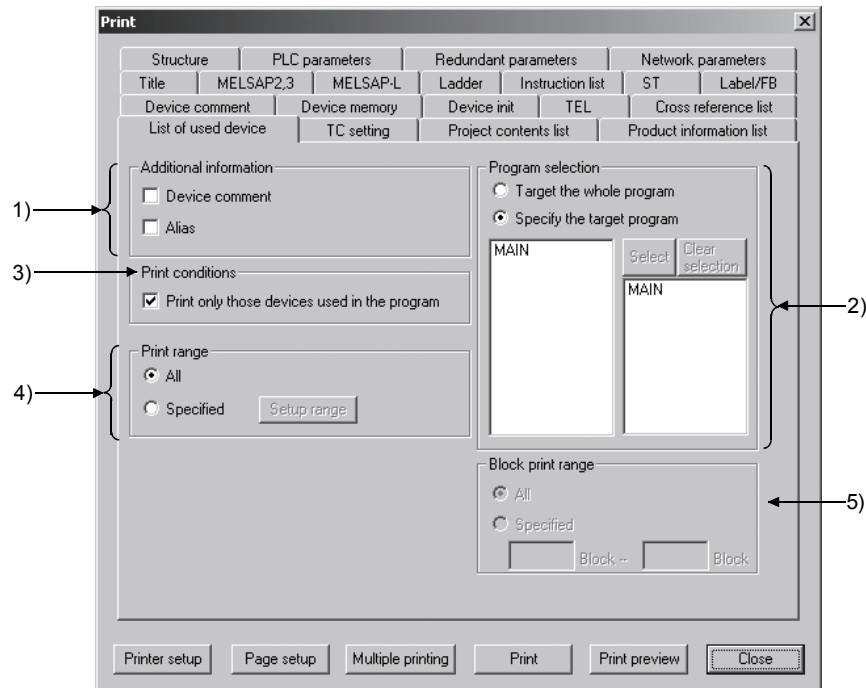 Print
Structure PLC parameters Redundant parameters Network parameters
Title MELSAP2,3 MELSAP-L Ladder Instruction list ST Label/FB
Device comment Device memory Device init TEL Cross reference list
List of used device TC setting Project contents list Product information list
1)
Additional information
Device comment
Alias
3)
Print conditions
Print only those devices used in the program
4)
Print range
All
Specified Setup range
Program selection
Target the whole program
Specify the target program
MAIN
Select
Clear
selection
MAIN
2)
Block print range
All
Specified
Block -- Block
5)
Printer setup Page setup Multiple printing Print Print preview Close